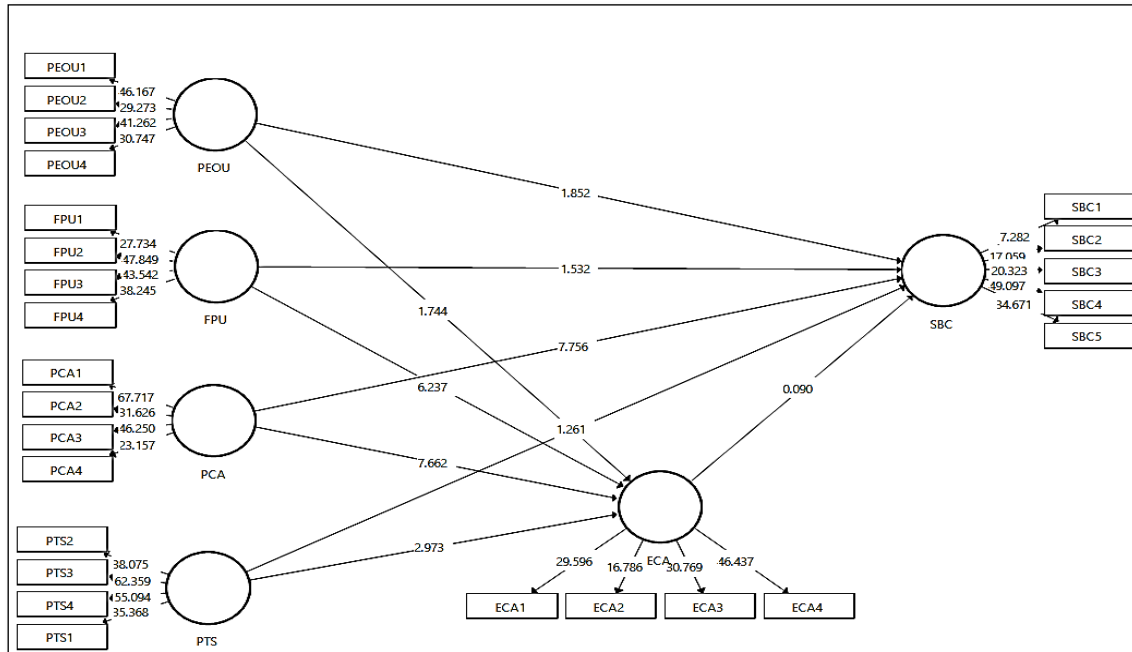 PEOU1
PEOU2
PEOU3
PEOU4
46.167
29.273
41.262
30.747
PEOU
FPU1
FPU2
FPU3
FPU4
27.734
47.849
43.542
38.245
FPU
PCA1
PCA2
PCA3
PCA4
67.717
31.626
46.250
23.157
PCA
PTS2
PTS3
PTS4
PTS1
38.075
62.359
55.094
35.368
PTS
1.852
1.744
1.532
6.237
7.756
7.662
1.261
2.973
0.090
SBC
7.282
17.059
20.323
49.097
34.671
SBC1
SBC2
SBC3
SBC4
SBC5
ECA
29.596
16.786
30.769
46.437
ECA1
ECA2
ECA3
ECA4